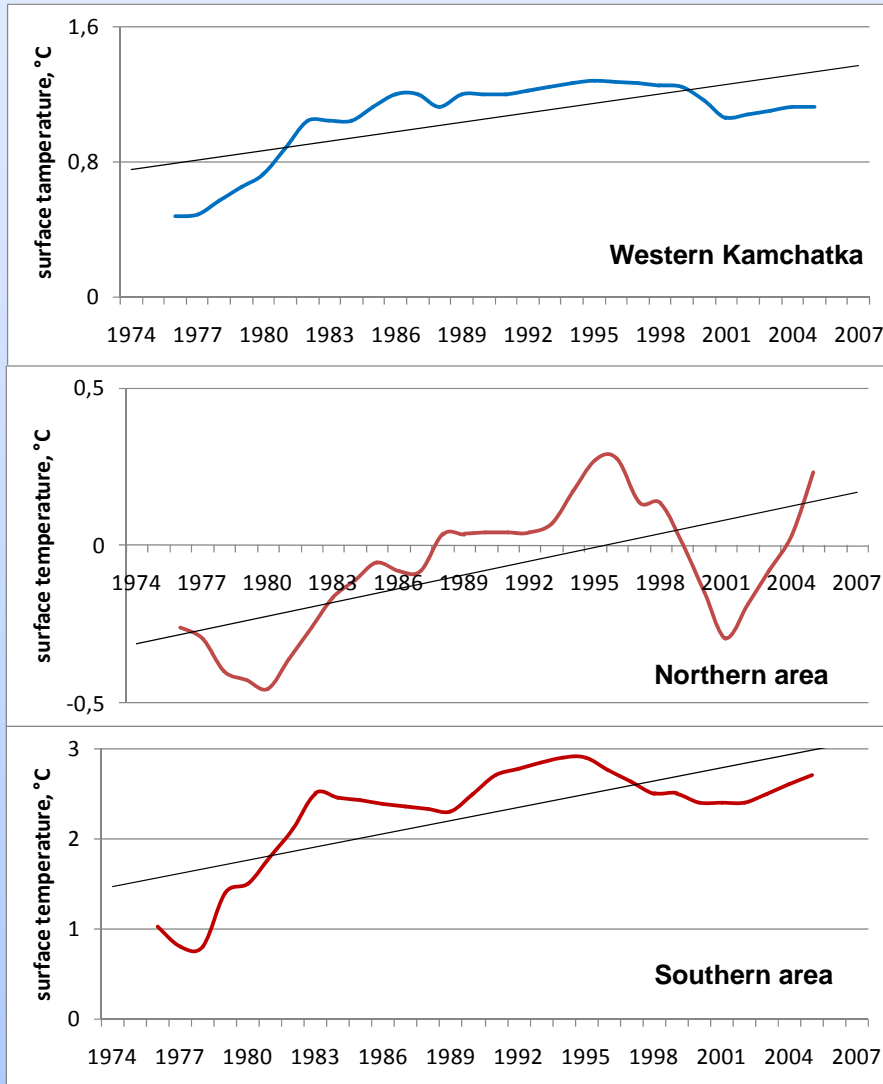 1,6
0,8
0
surface tamperature, °C
Western Kamchatka
1974 1977 1980 1983 1986 1989 1992 1995 1998 2001 2004 2007
0,5
0
-0,5
surface temperature, °C
1974 1977 1980 1983 1986 1989 1992 1995 1998 2001 2004 2007
Northern area
3
2
1
0
surface temperature, °C
Southern area
1974 1977 1980 1983 1986 1989 1992 1995 1998 2001 2004 2007